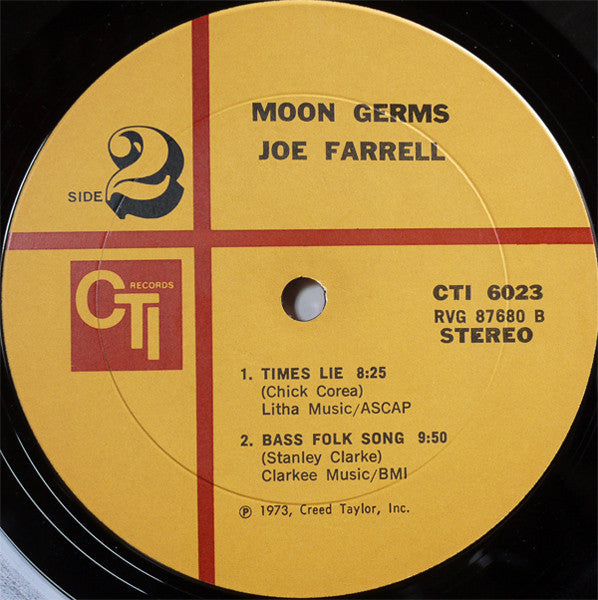 MOON GERMS
JOE FARRELL
SIDE 2
CTI RECORDS
CTI 6023
RVG 87680 B
STEREO
1. TIMES LIE 8:25
(Chick Corea)
Litha Music/ASCAP
2. BASS FOLK SONG 9:50
(Stanley Clarke)
Clarkee Music/BMI
℗ 1973, Creed Taylor, Inc.